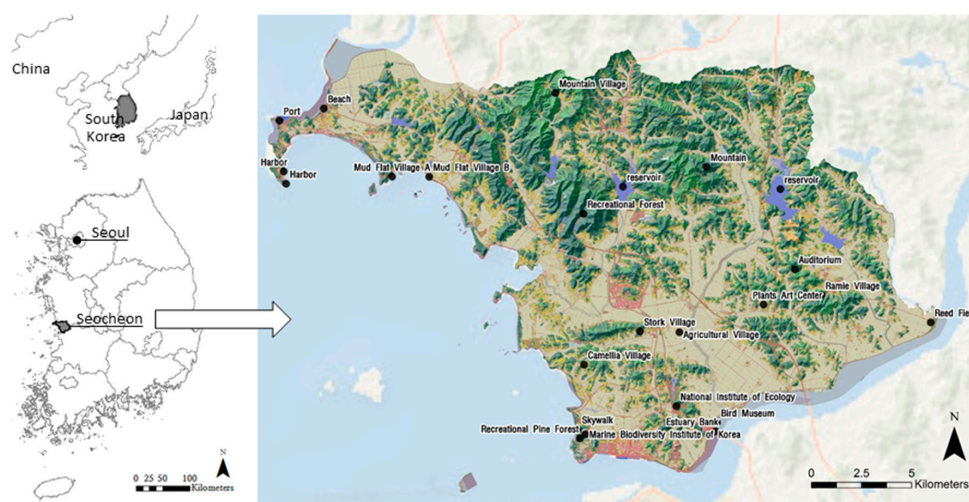 China
South
Korea
Japan
Seoul
Seocheon
N
0 25 50 100
Kilometers
Mountain Village
Beach
Port
Harbor
Harbor
Mud Flat Village A Mud Flat Village B
reservoir
Mountain
reservoir
Recreational Forest
Auditorium
Ramie Village
Plants Art Center
Reed Fie
Stork Village
Agricultural Village
Camellia Village
National Institute of Ecology
Bird Museum
Estuary Bank
Skywalk
Recreational Pine Forest
Marine Biodiversity Institute of Korea
N
0 2.5 5
Kilometers